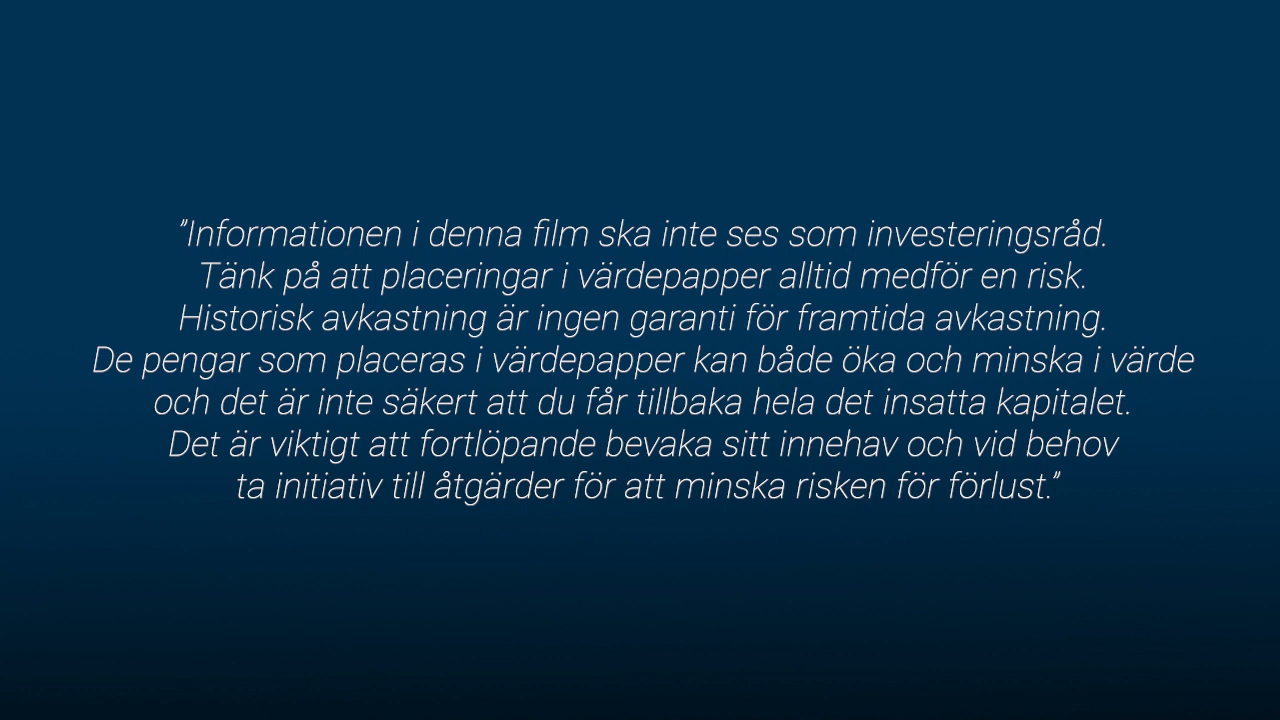 ”Informationen i denna film ska inte ses som investeringsråd.
Tänk på att placeringar i värdepapper alltid medför en risk.
Historisk avkastning är ingen garanti för framtida avkastning.
De pengar som placeras i värdepapper kan både öka och minska i värde
och det är inte säkert att du får tillbaka hela det insatta kapitalet.
Det är viktigt att fortlöpande bevaka sitt innehav och vid behov
ta initiativ till åtgärder för att minska risken för förlust.”